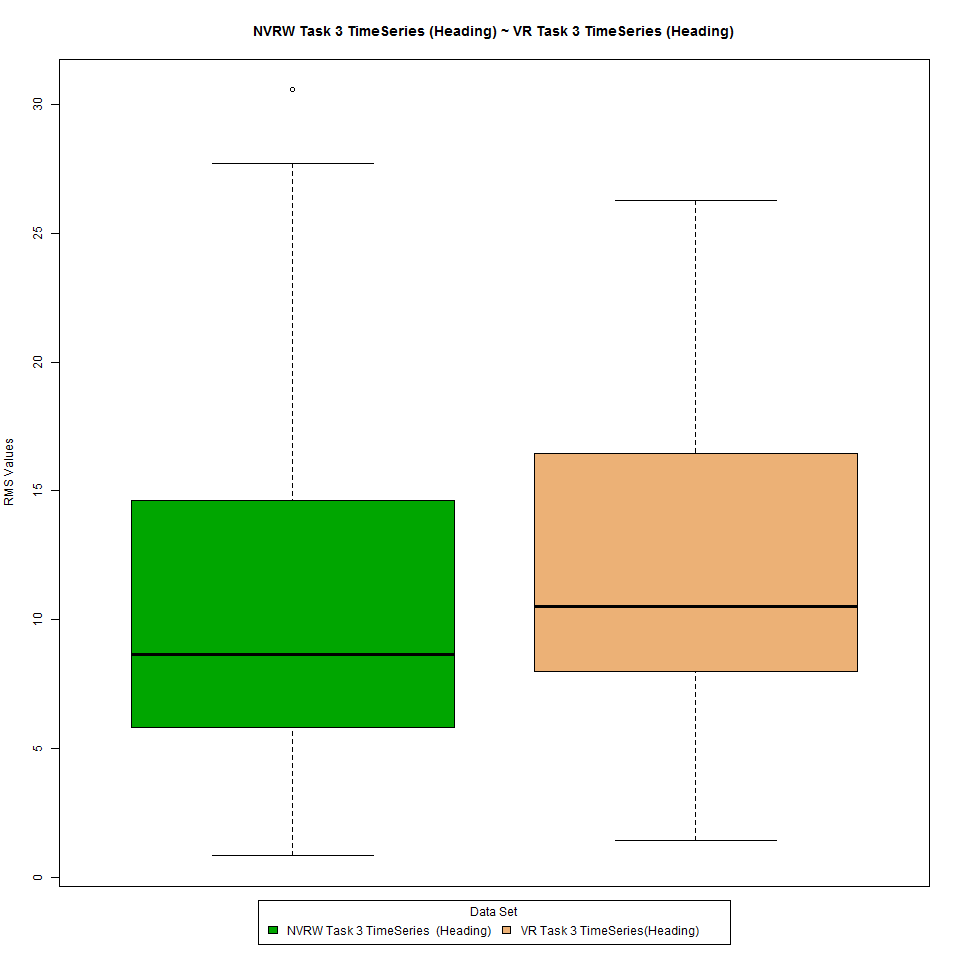 NVRW Task 3 TimeSeries (Heading) ~ VR Task 3 TimeSeries (Heading)
30
25
20
15
10
5
0
RMS Values
Data Set
NVRW Task 3 TimeSeries  (Heading)
VR Task 3 TimeSeries(Heading)